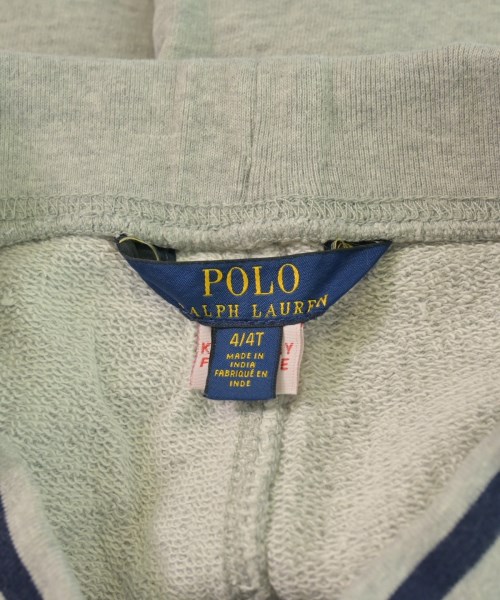 POLO
RALPH LAUREN
4/4T
MADE IN
INDIA
FABRIQUÉ EN
INDE